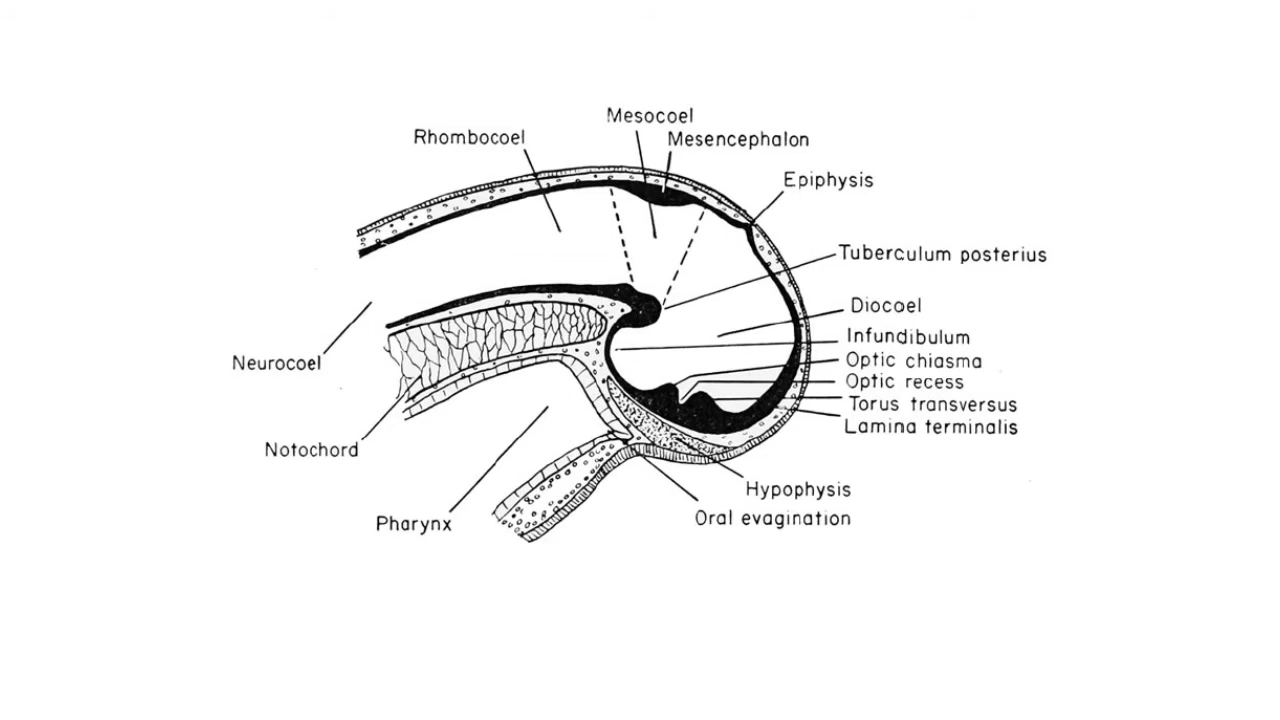 Mesocoel
Rhombocoel
Mesencephalon
Epiphysis
Tuberculum posterius
Diocoel
Infundibulum
Neurocoel
Optic chiasma
Optic recess
Torus transversus
Lamina terminalis
Notochord
Hypophysis
Oral evagination
Pharynx